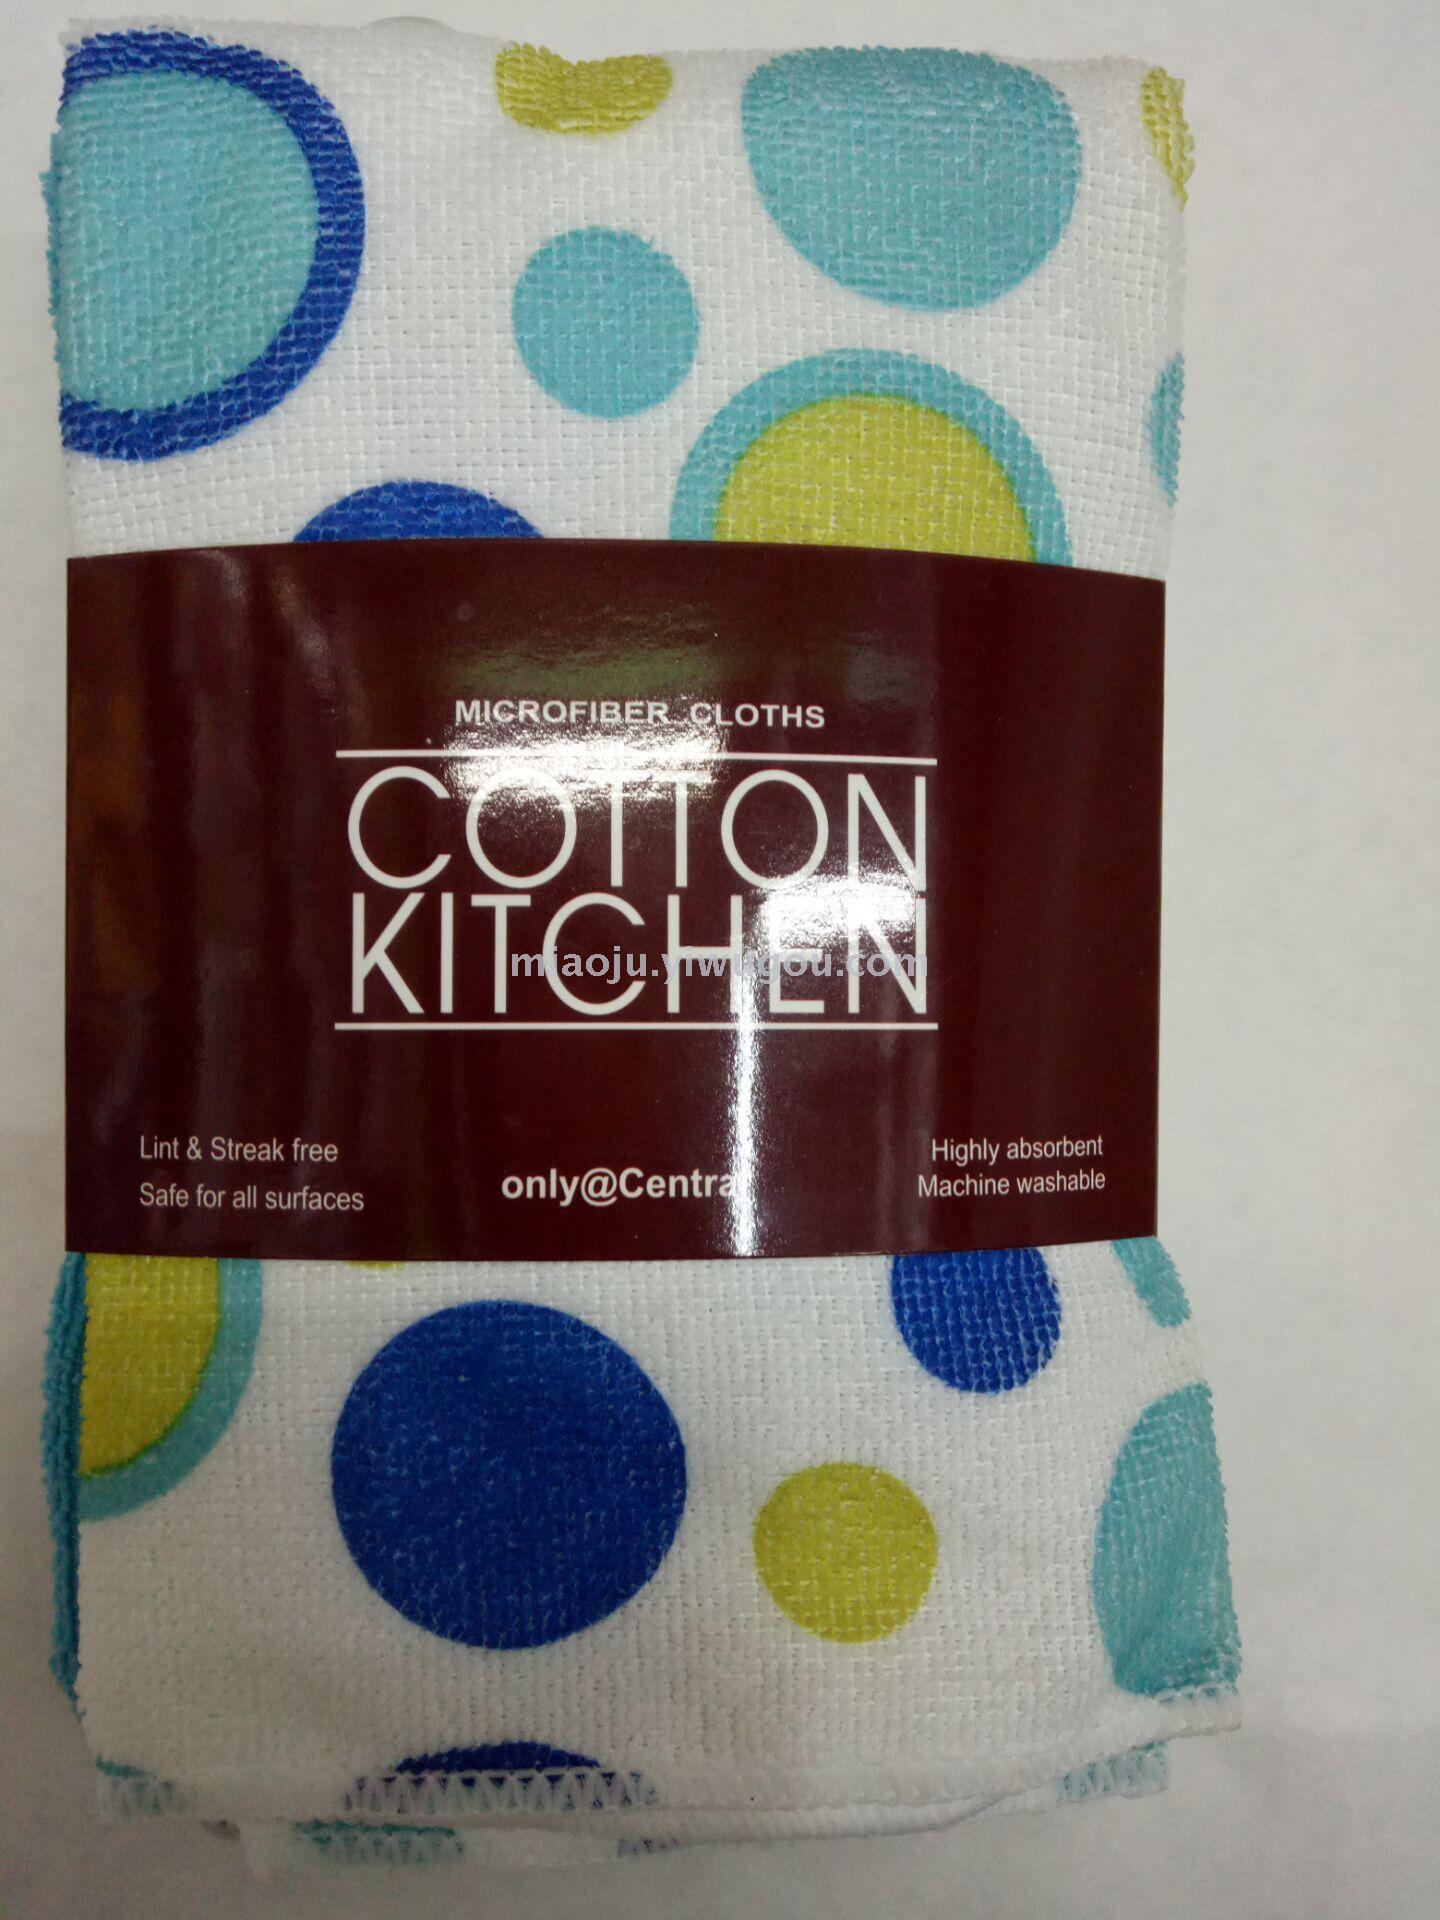 MICROFIBER CLOTHS
COTTON
KITCHEN
miaoju.yiwugou.com
Lint & Streak free
Safe for all surfaces
only@Central
Highly absorbent
Machine washable